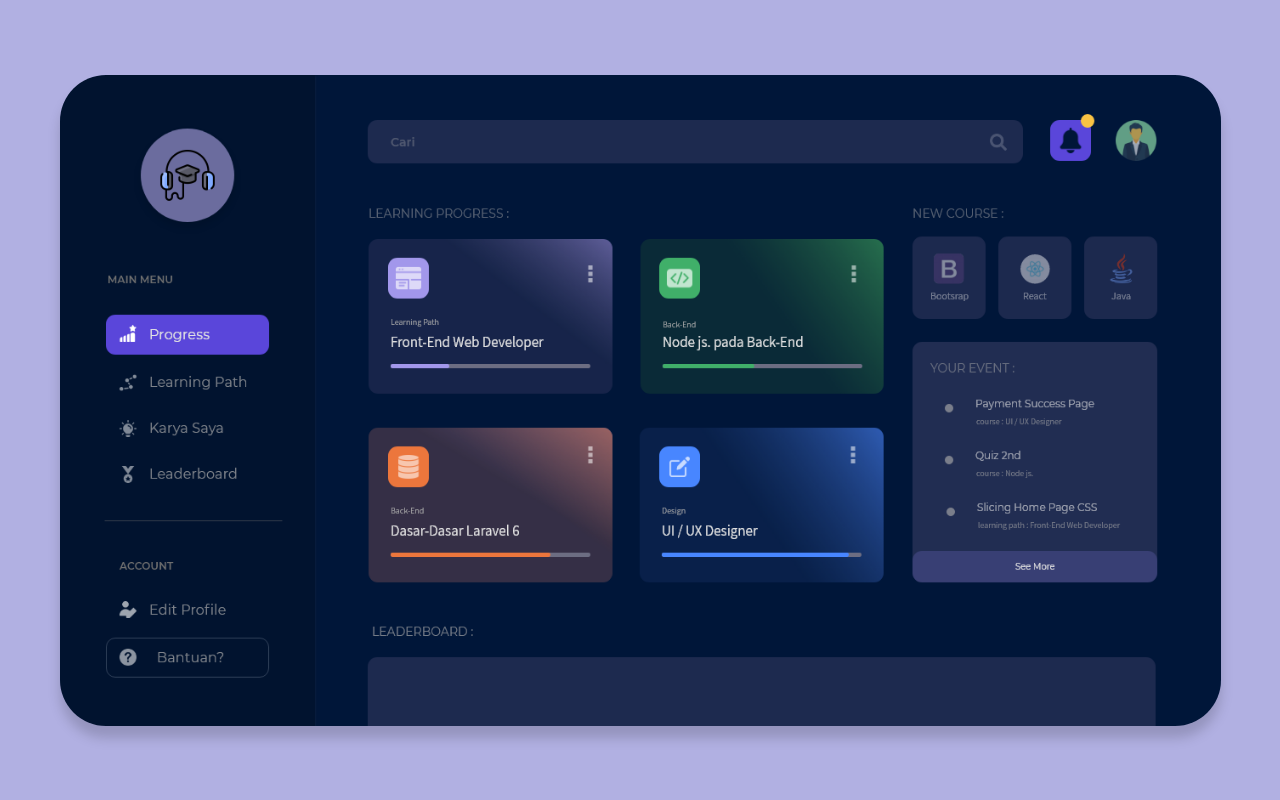 Cari
MAIN MENU
Progress
Learning Path
Karya Saya
Leaderboard
ACCOUNT
Edit Profile
Bantuan?
LEARNING PROGRESS :
Learning Path
Front-End Web Developer
Back-End
Node js. pada Back-End
Back-End
Dasar-Dasar Laravel 6
Design
UI / UX Designer
NEW COURSE :
B
Bootsrap
React
Java
YOUR EVENT :
Payment Success Page
course : UI / UX Designer
Quiz 2nd
course : Node js.
Slicing Home Page CSS
learning path : Front-End Web Developer
See More
LEADERBOARD :